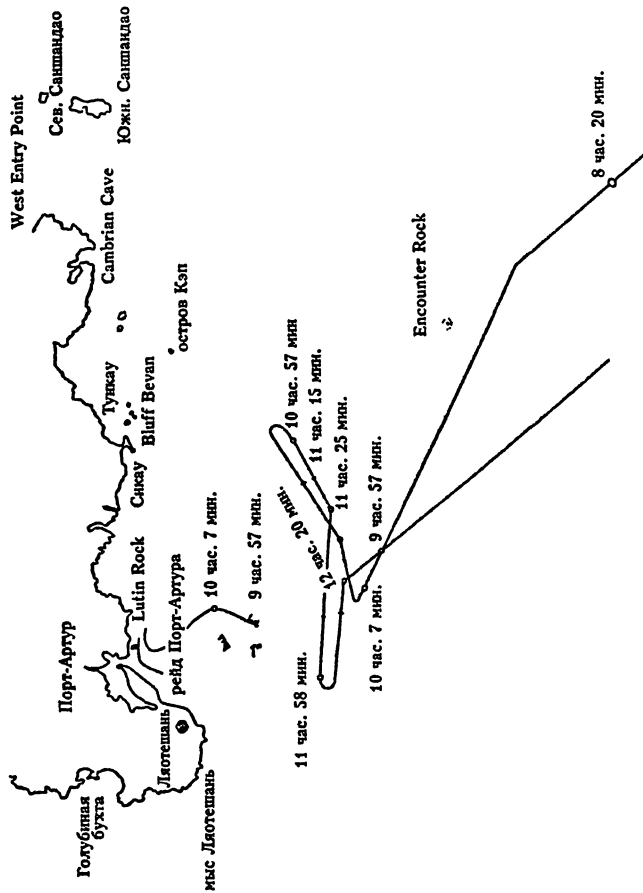 West Entry Point
Сев. Саншандао
Южн. Саншандао
Cambrian Cave
остров Кэп
Encounter Rock
8 час. 20 мин.
Тункау
Bluff Bevan
Сикау
10 час. 57 мин
11 час. 15 мин.
11 час. 25 мин.
12 час. 20 мин.
9 час. 57 мин.
10 час. 7 мин.
Lutin Rock
рейд Порт-Артура
10 час. 7 мин.
9 час. 57 мин.
Порт-Артур
11 час. 58 мин.
Ляотешань
Голубиная
бухта
мыс Ляотешань